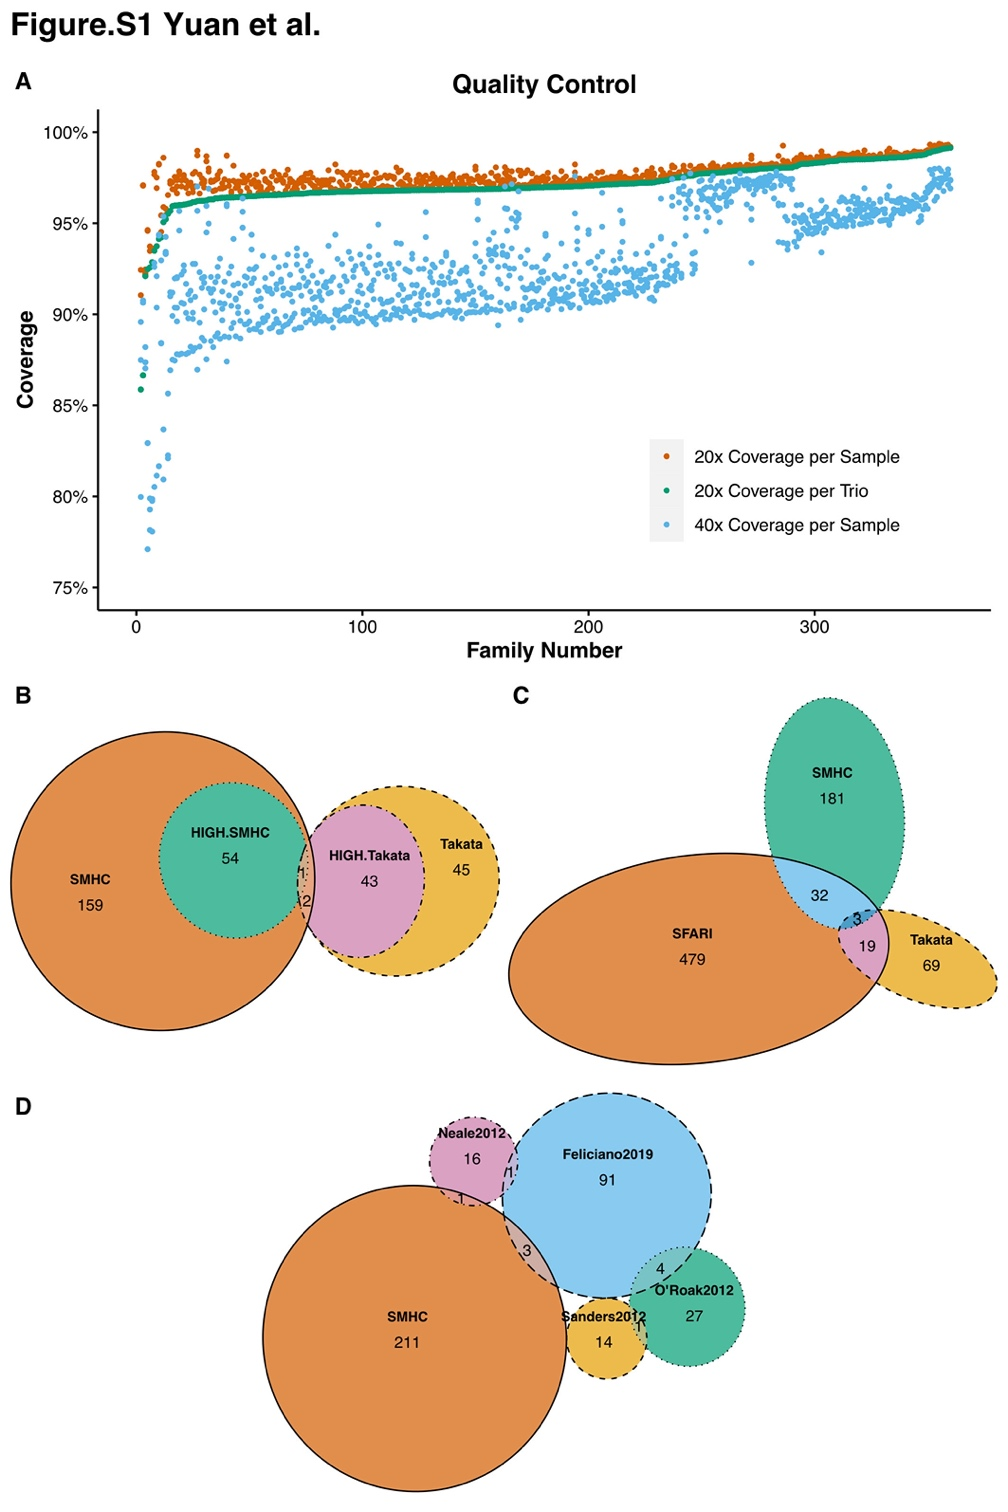 Figure.S1 Yuan et al.
A
Quality Control
100%
95%
90%
85%
80%
75%
Coverage
20x Coverage per Sample
20x Coverage per Trio
40x Coverage per Sample
0
100
200
300
Family Number
B
SMHC
159
HIGH.SMHC
54
1
2
HIGH.Takata
43
Takata
45
C
SMHC
181
32
3
SFARI
479
19
Takata
69
D
Neale2012
16
1
1
Feliciano2019
91
3
4
O'Roak2012
27
SMHC
211
Sanders2012
14
1